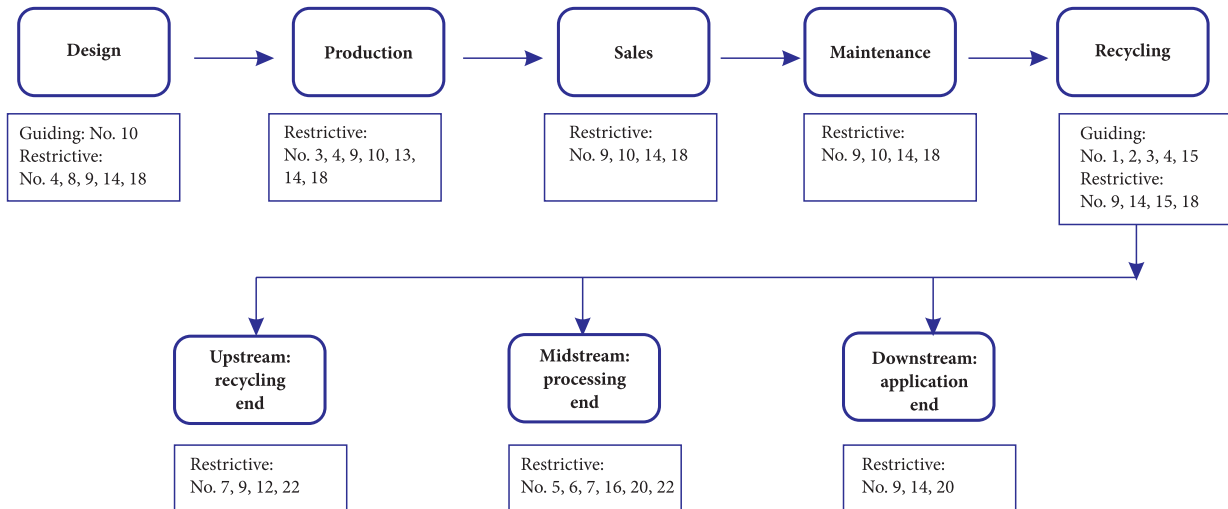 Design
Production
Sales
Maintenance
Recycling
Guiding: No. 10
Restrictive:
No. 4, 8, 9, 14, 18
Restrictive:
No. 3, 4, 9, 10, 13,
14, 18
Restrictive:
No. 9, 10, 14, 18
Restrictive:
No. 9, 10, 14, 18
Guiding:
No. 1, 2, 3, 4, 15
Restrictive:
No. 9, 14, 15, 18
Upstream:
recycling
end
Midstream:
processing
end
Downstream:
application
end
Restrictive:
No. 7, 9, 12, 22
Restrictive:
No. 5, 6, 7, 16, 20, 22
Restrictive:
No. 9, 14, 20